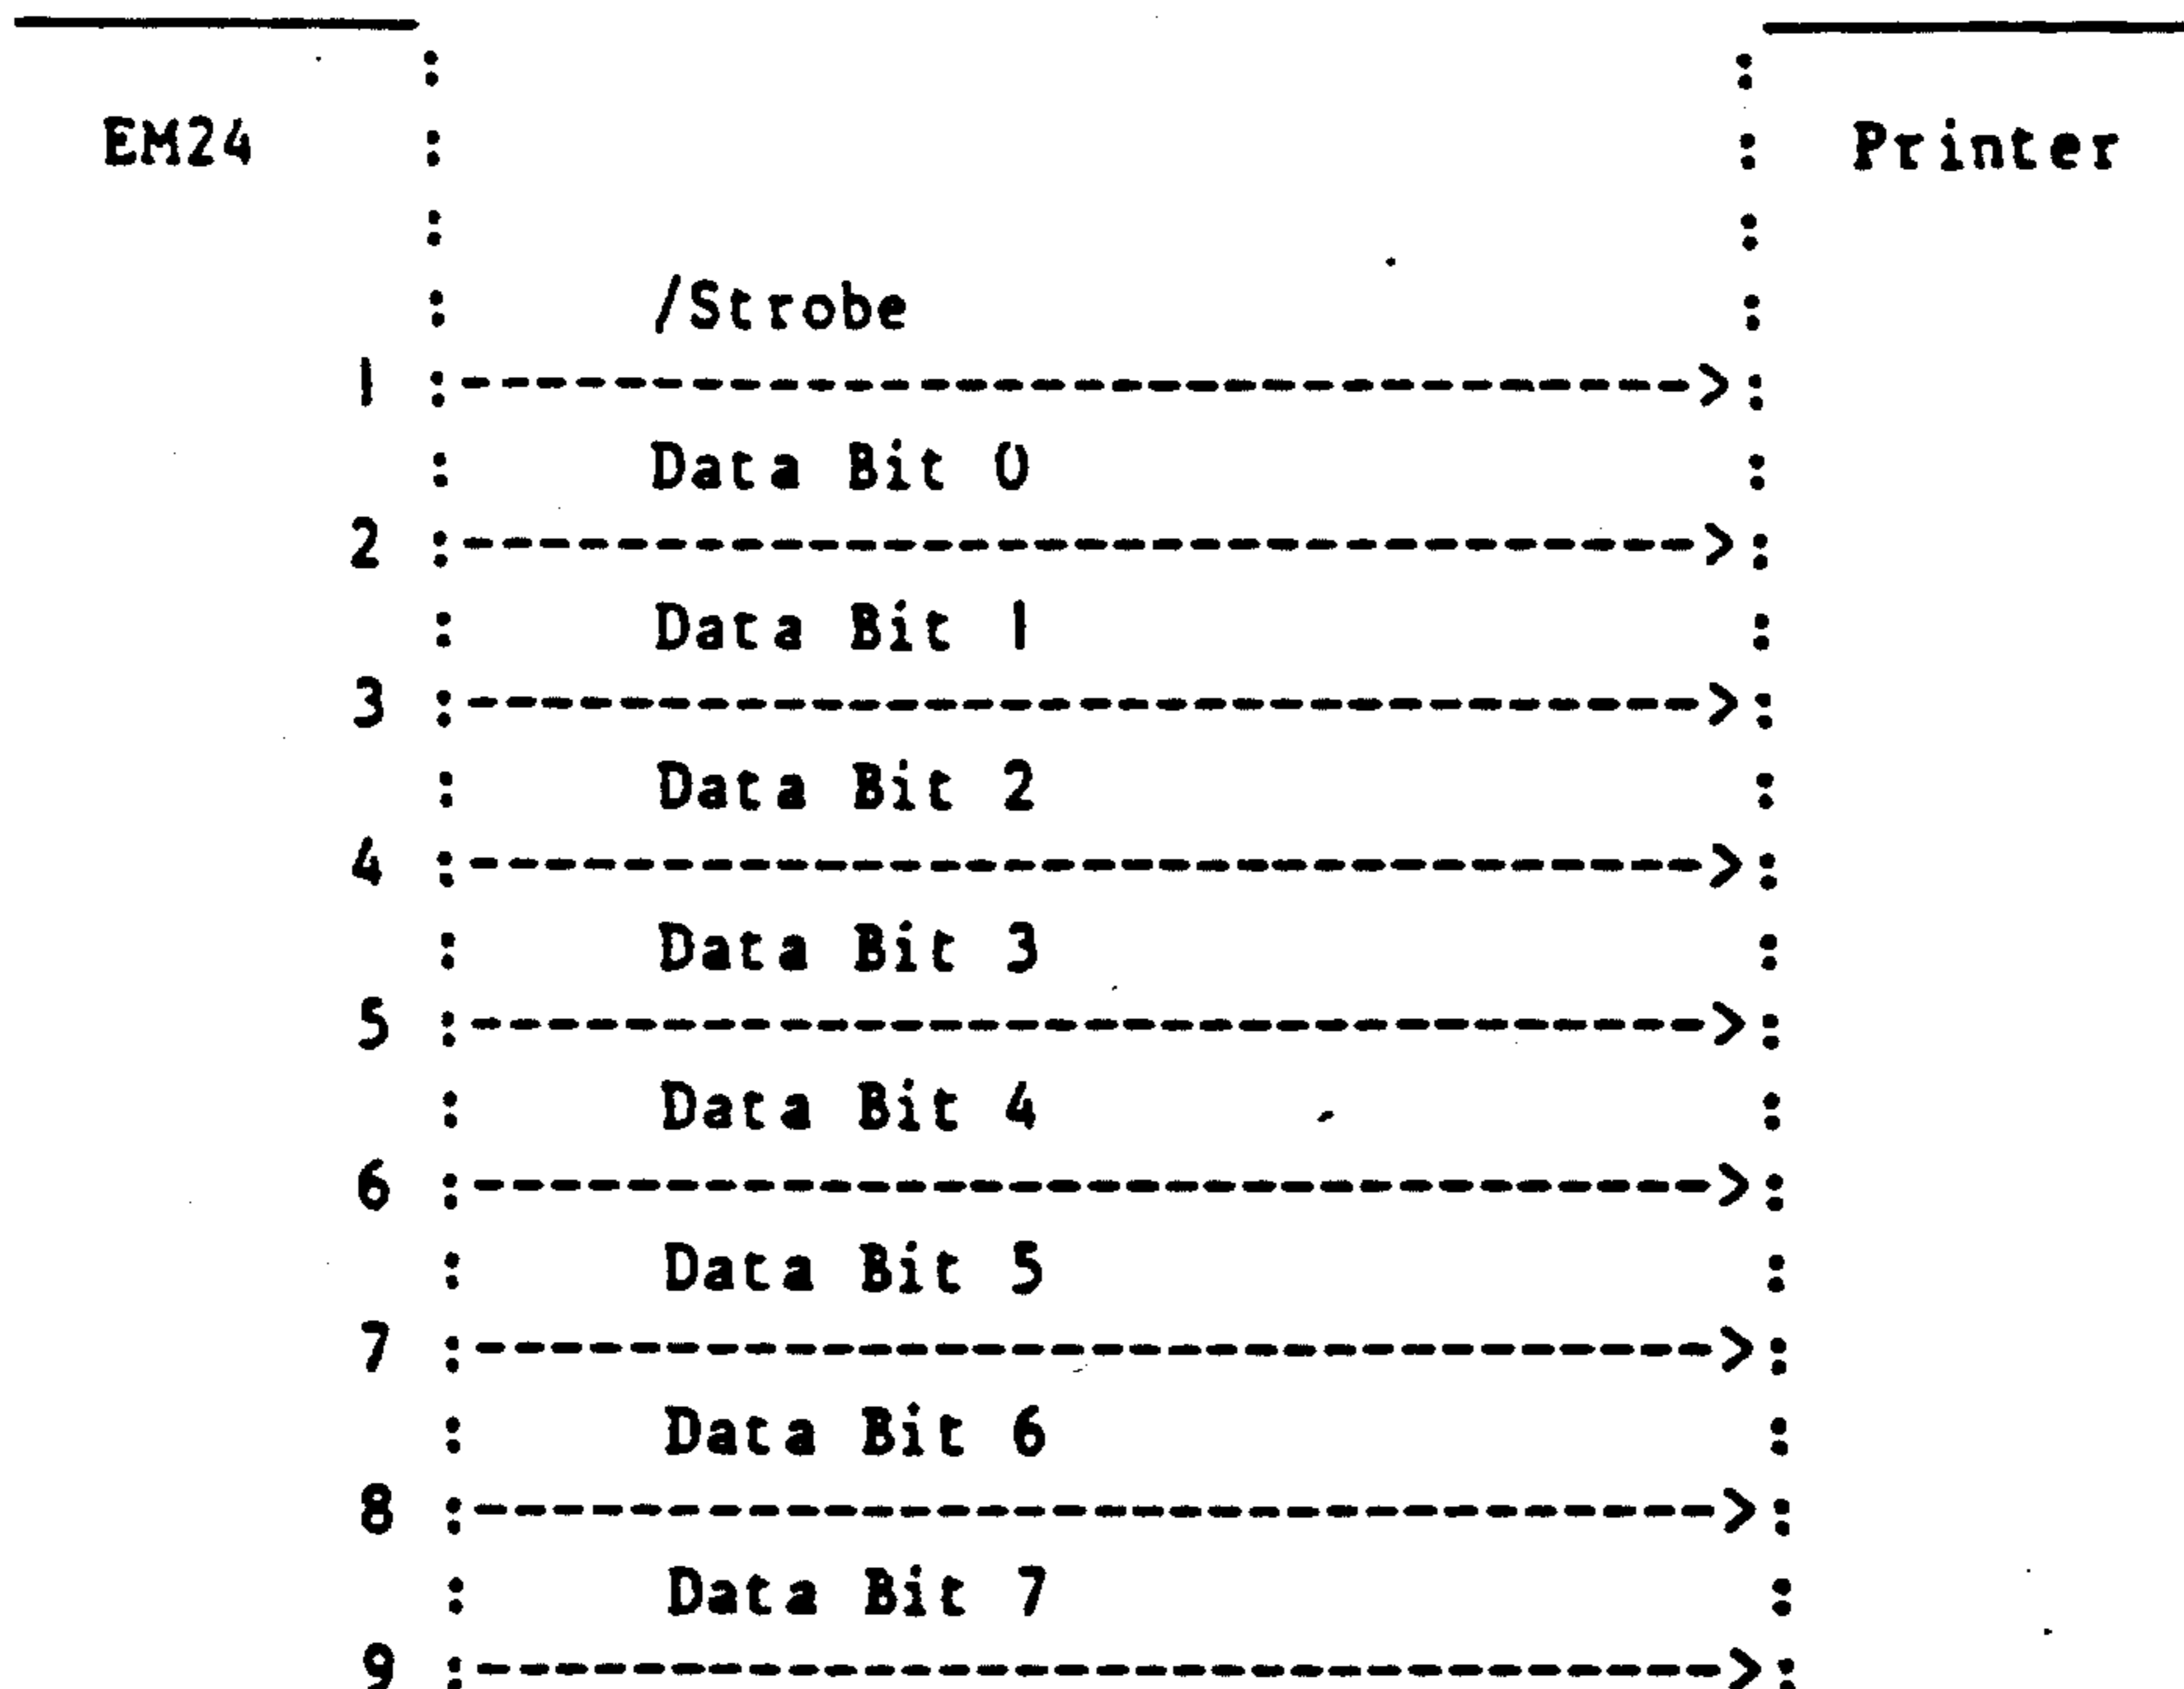 EM24 Printer
/Strobe
1 :--------------------------------->:
Data Bit 0
2 :--------------------------------->:
Data Bit 1
3 :--------------------------------->:
Data Bit 2
4 :--------------------------------->:
Data Bit 3
5 :--------------------------------->:
Data Bit 4
6 :--------------------------------->:
Data Bit 5
7 :--------------------------------->:
Data Bit 6
8 :--------------------------------->:
Data Bit 7
9 :--------------------------------->: